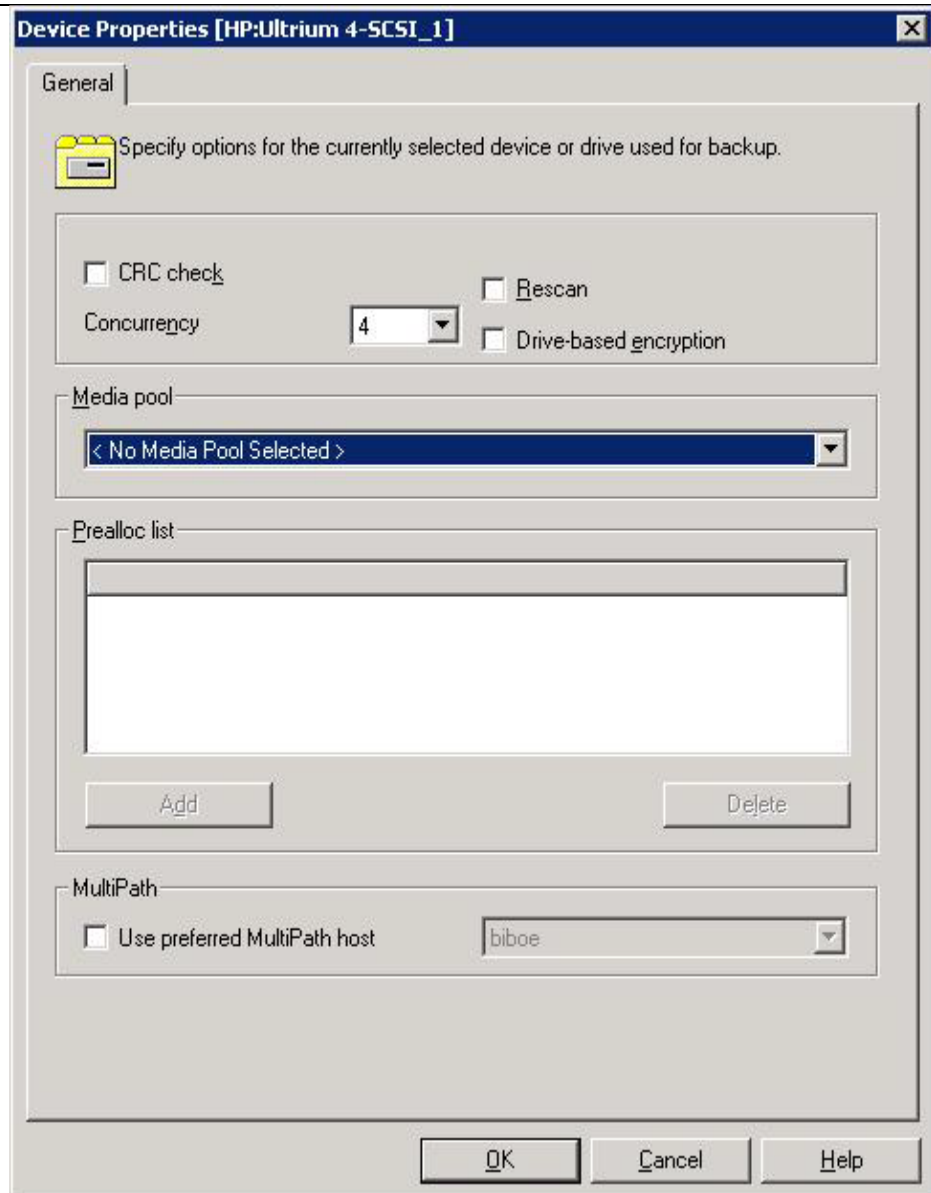 Device Properties [HP:Ultrium 4-SCSI_1]
General
Specify options for the currently selected device or drive used for backup.
CRC check
Rescan
Concurrency
4
Drive-based encryption
Media pool
< No Media Pool Selected >
Prealloc list
Add
Delete
MultiPath
Use preferred MultiPath host
biboe
OK
Cancel
Help